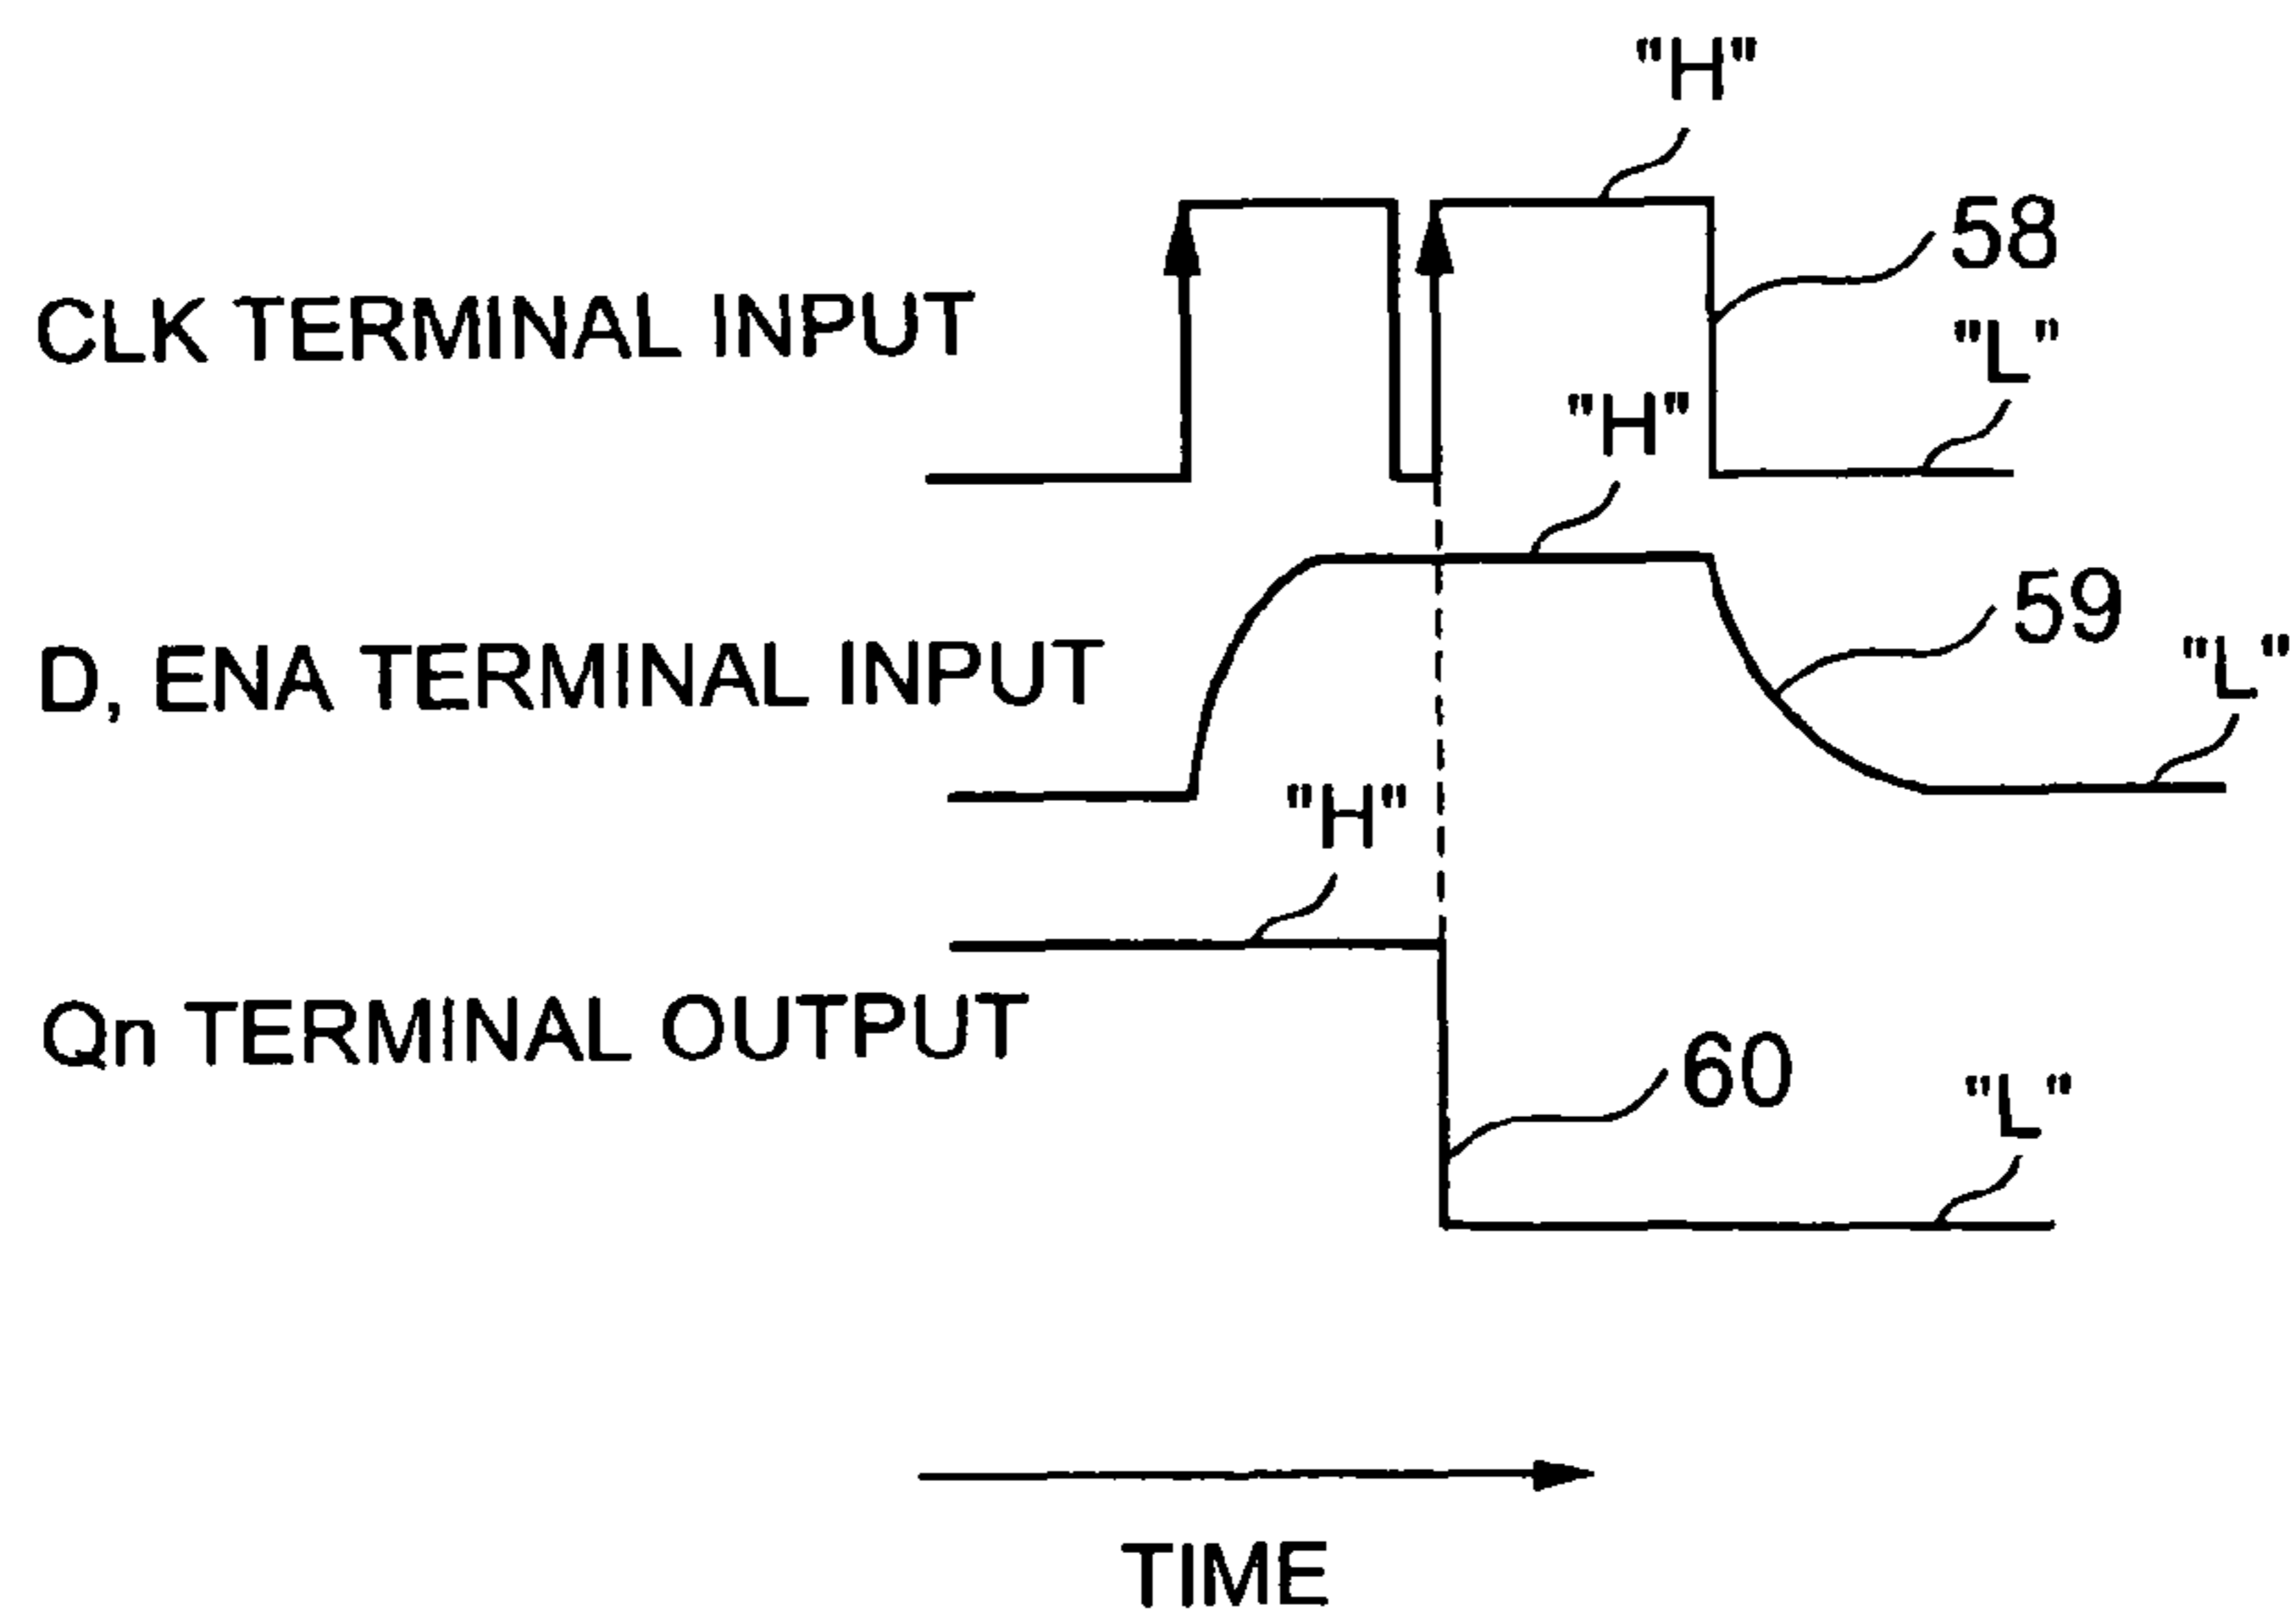 "H"
58
CLK TERMINAL INPUT
"L"
"H"
59
D, ENA TERMINAL INPUT
"L"
"H"
Qn TERMINAL OUTPUT
60
"L"
TIME